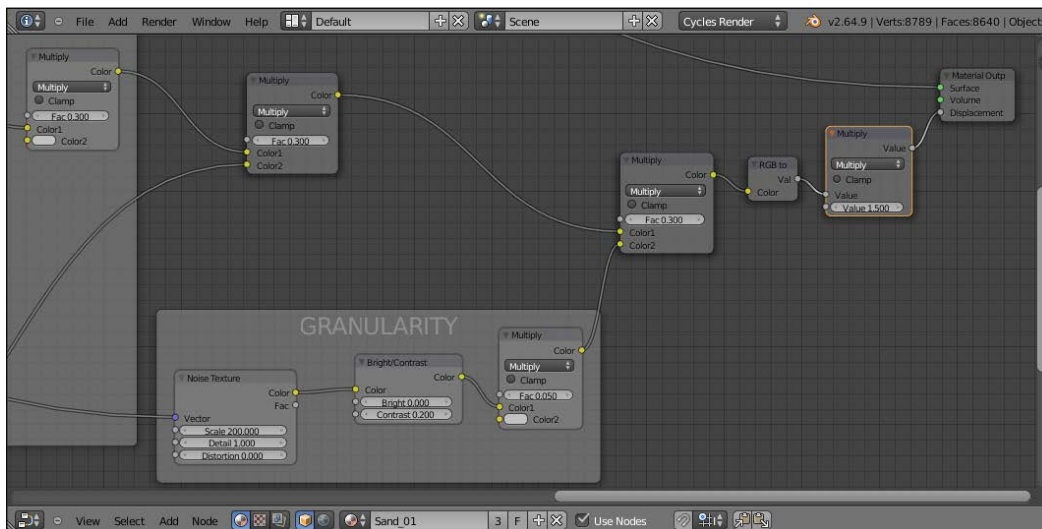 File Add Render Window Help Default Scene Cycles Render v2.64.9 | Verts:8789 | Faces:8640 | Object
Multiply
Color
Multiply
Clamp
Fac 0.300
Color1
Color2
Multiply
Color
Multiply
Clamp
Fac 0.300
Color1
Color2
Multiply
Color
Multiply
Clamp
Fac 0.300
Color1
Color2
RGB to
Val
Color
Multiply
Value
Multiply
Clamp
Value
Value 1.500
Material Outp
Surface
Volume
Displacement
GRANULARITY
Noise Texture
Color
Fac
Vector
Scale 200.000
Detail 1.000
Distortion 0.000
Bright/Contrast
Color
Color
Bright 0.000
Contrast 0.200
Multiply
Color
Multiply
Clamp
Fac 0.050
Color1
Color2
View Select Add Node Sand_01 3 F Use Nodes